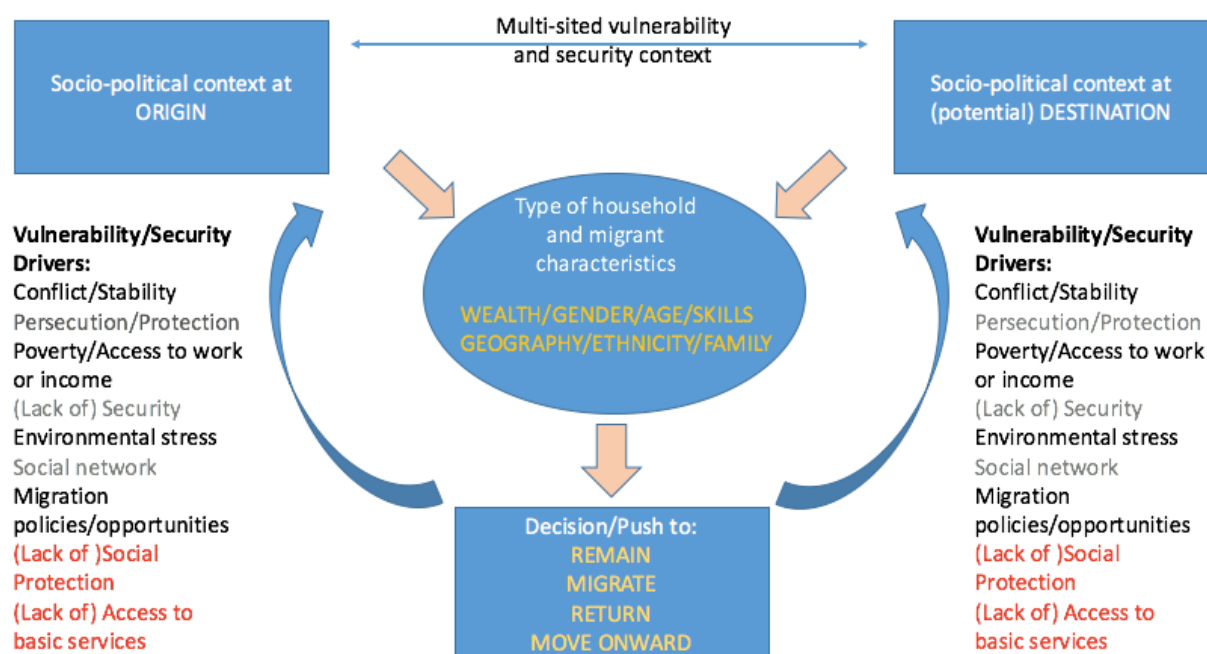 Multi-sited vulnerability
and security context
Socio-political context at
ORIGIN
Socio-political context at
(potential) DESTINATION
Type of household
and migrant
characteristics
WEALTH/GENDER/AGE/SKILLS
GEOGRAPHY/ETHNICITY/FAMILY
Vulnerability/Security
Drivers:
Conflict/Stability
Persecution/Protection
Poverty/Access to work
or income
(Lack of) Security
Environmental stress
Social network
Migration
policies/opportunities
(Lack of )Social
Protection
(Lack of) Access to
basic services
Decision/Push to:
REMAIN
MIGRATE
RETURN
MOVE ONWARD
Vulnerability/Security
Drivers:
Conflict/Stability
Persecution/Protection
Poverty/Access to work
or income
(Lack of) Security
Environmental stress
Social network
Migration
policies/opportunities
(Lack of )Social
Protection
(Lack of) Access to
basic services